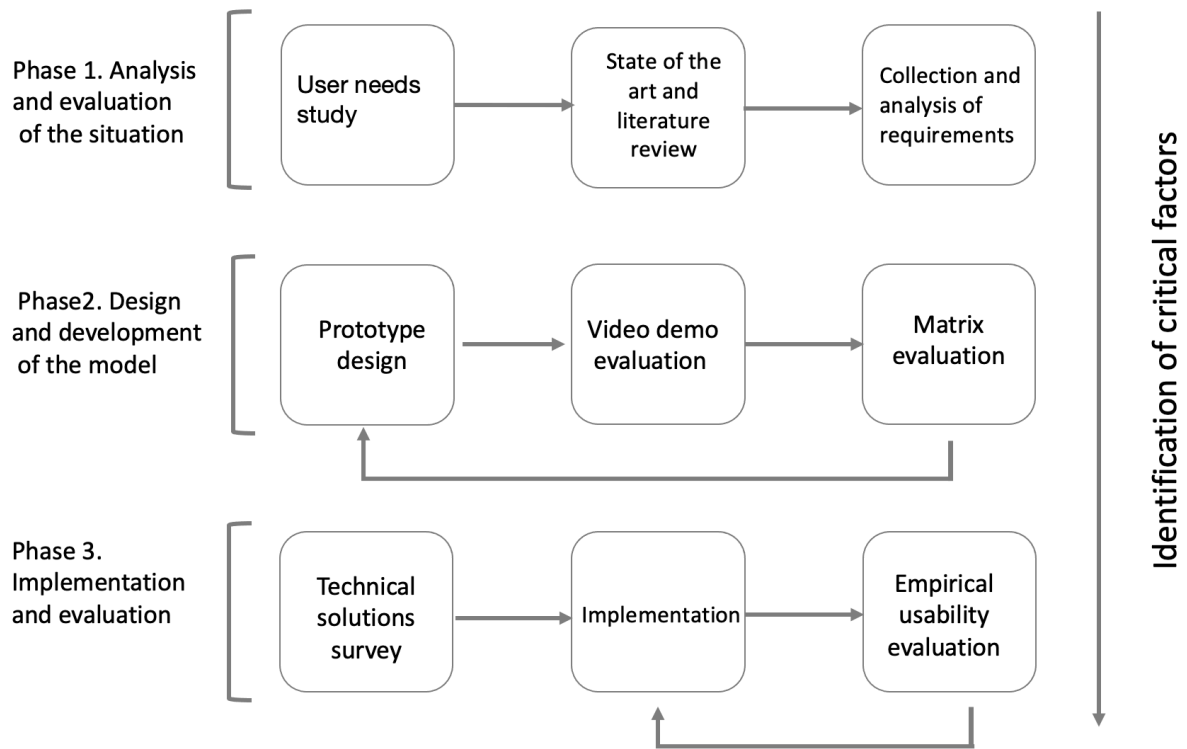 Phase 1. Analysis
and evaluation
of the situation
User needs
study
State of the
art and
literature
review
Collection and
analysis of
requirements
Phase2. Design
and development
of the model
Prototype
design
Video demo
evaluation
Matrix
evaluation
Phase 3.
Implementation
and evaluation
Technical
solutions
survey
Implementation
Empirical
usability
evaluation
Identification of critical factors